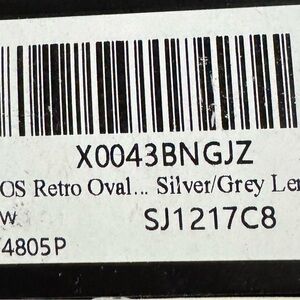 X0043BNGJZ
OS Retro Oval... Silver/Grey Len
w SJ1217C8
4805P